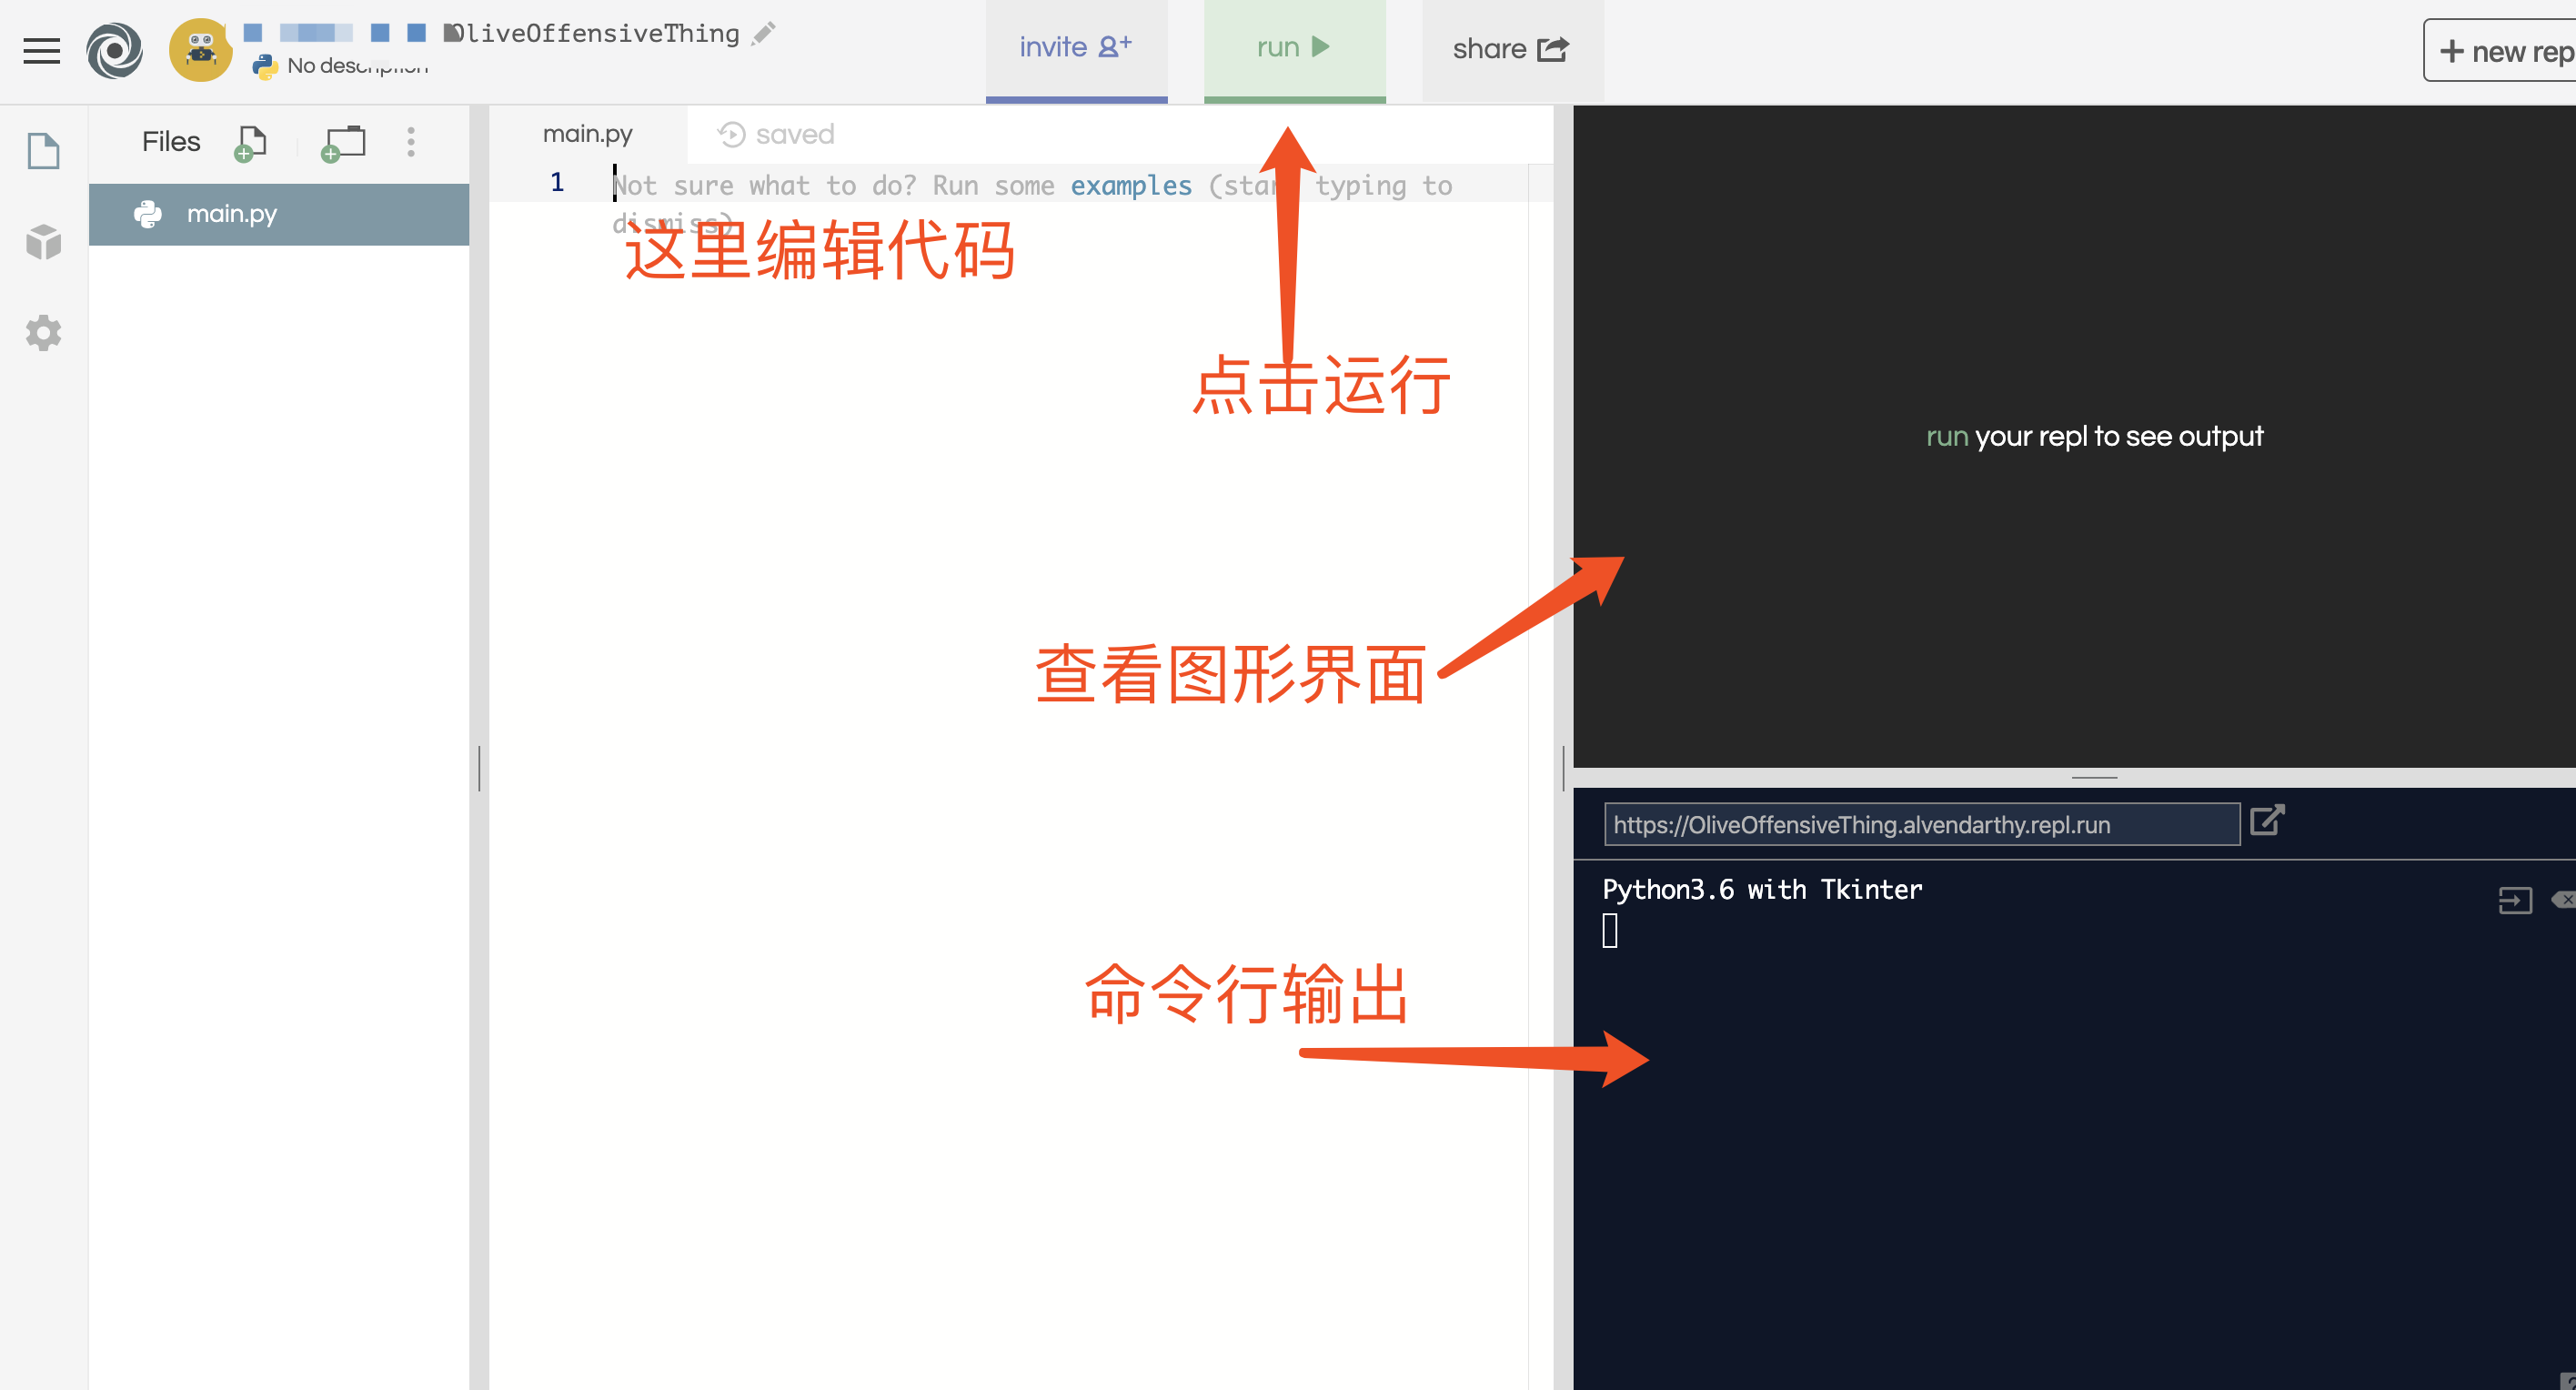 OliveOffensiveThing
No description
invite
run
share
+ new rep
Files
main.py
main.py
saved
1
Not sure what to do? Run some examples (start typing to
dismiss)
这里编辑代码
点击运行
run your repl to see output
查看图形界面
https://OliveOffensiveThing.alvendarthy.repl.run
Python3.6 with Tkinter
命令行输出